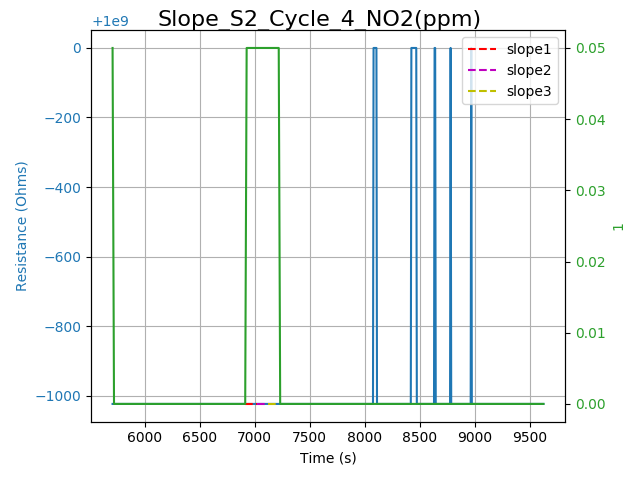 Slope_S2_Cycle_4_NO2(ppm)
+1e9
slope1
slope2
slope3
0
−200
−400
−600
−800
−1000
Resistance (Ohms)
0.05
0.04
0.03
0.02
0.01
0.00
1
6000 6500 7000 7500 8000 8500 9000 9500
Time (s)